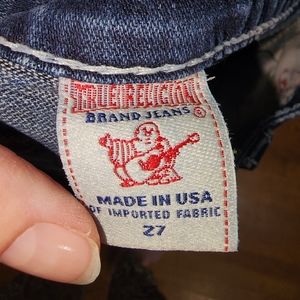 TRUE RELIGION
BRAND JEANS®
MADE IN USA
OF IMPORTED FABRIC
27